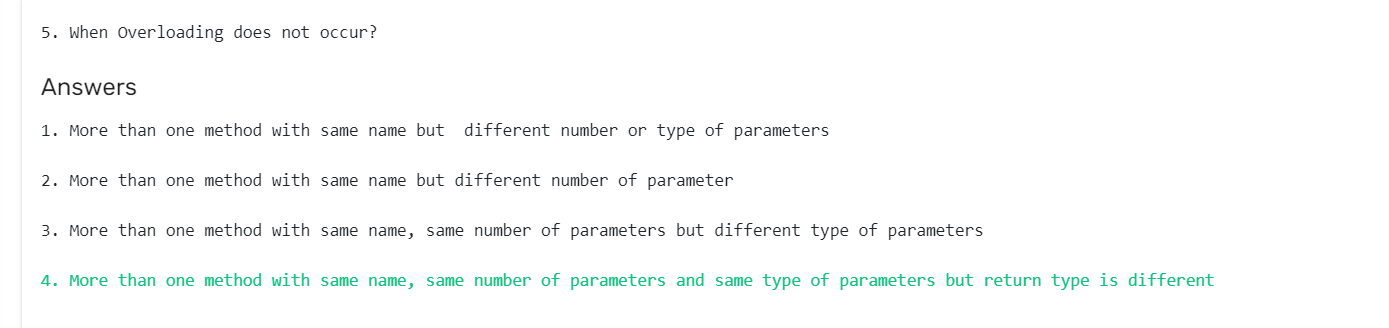 5. When Overloading does not occur?
Answers
1. More than one method with same name but  different number or type of parameters
2. More than one method with same name but different number of parameter
3. More than one method with same name, same number of parameters but different type of parameters
4. More than one method with same name, same number of parameters and same type of parameters but return type is different